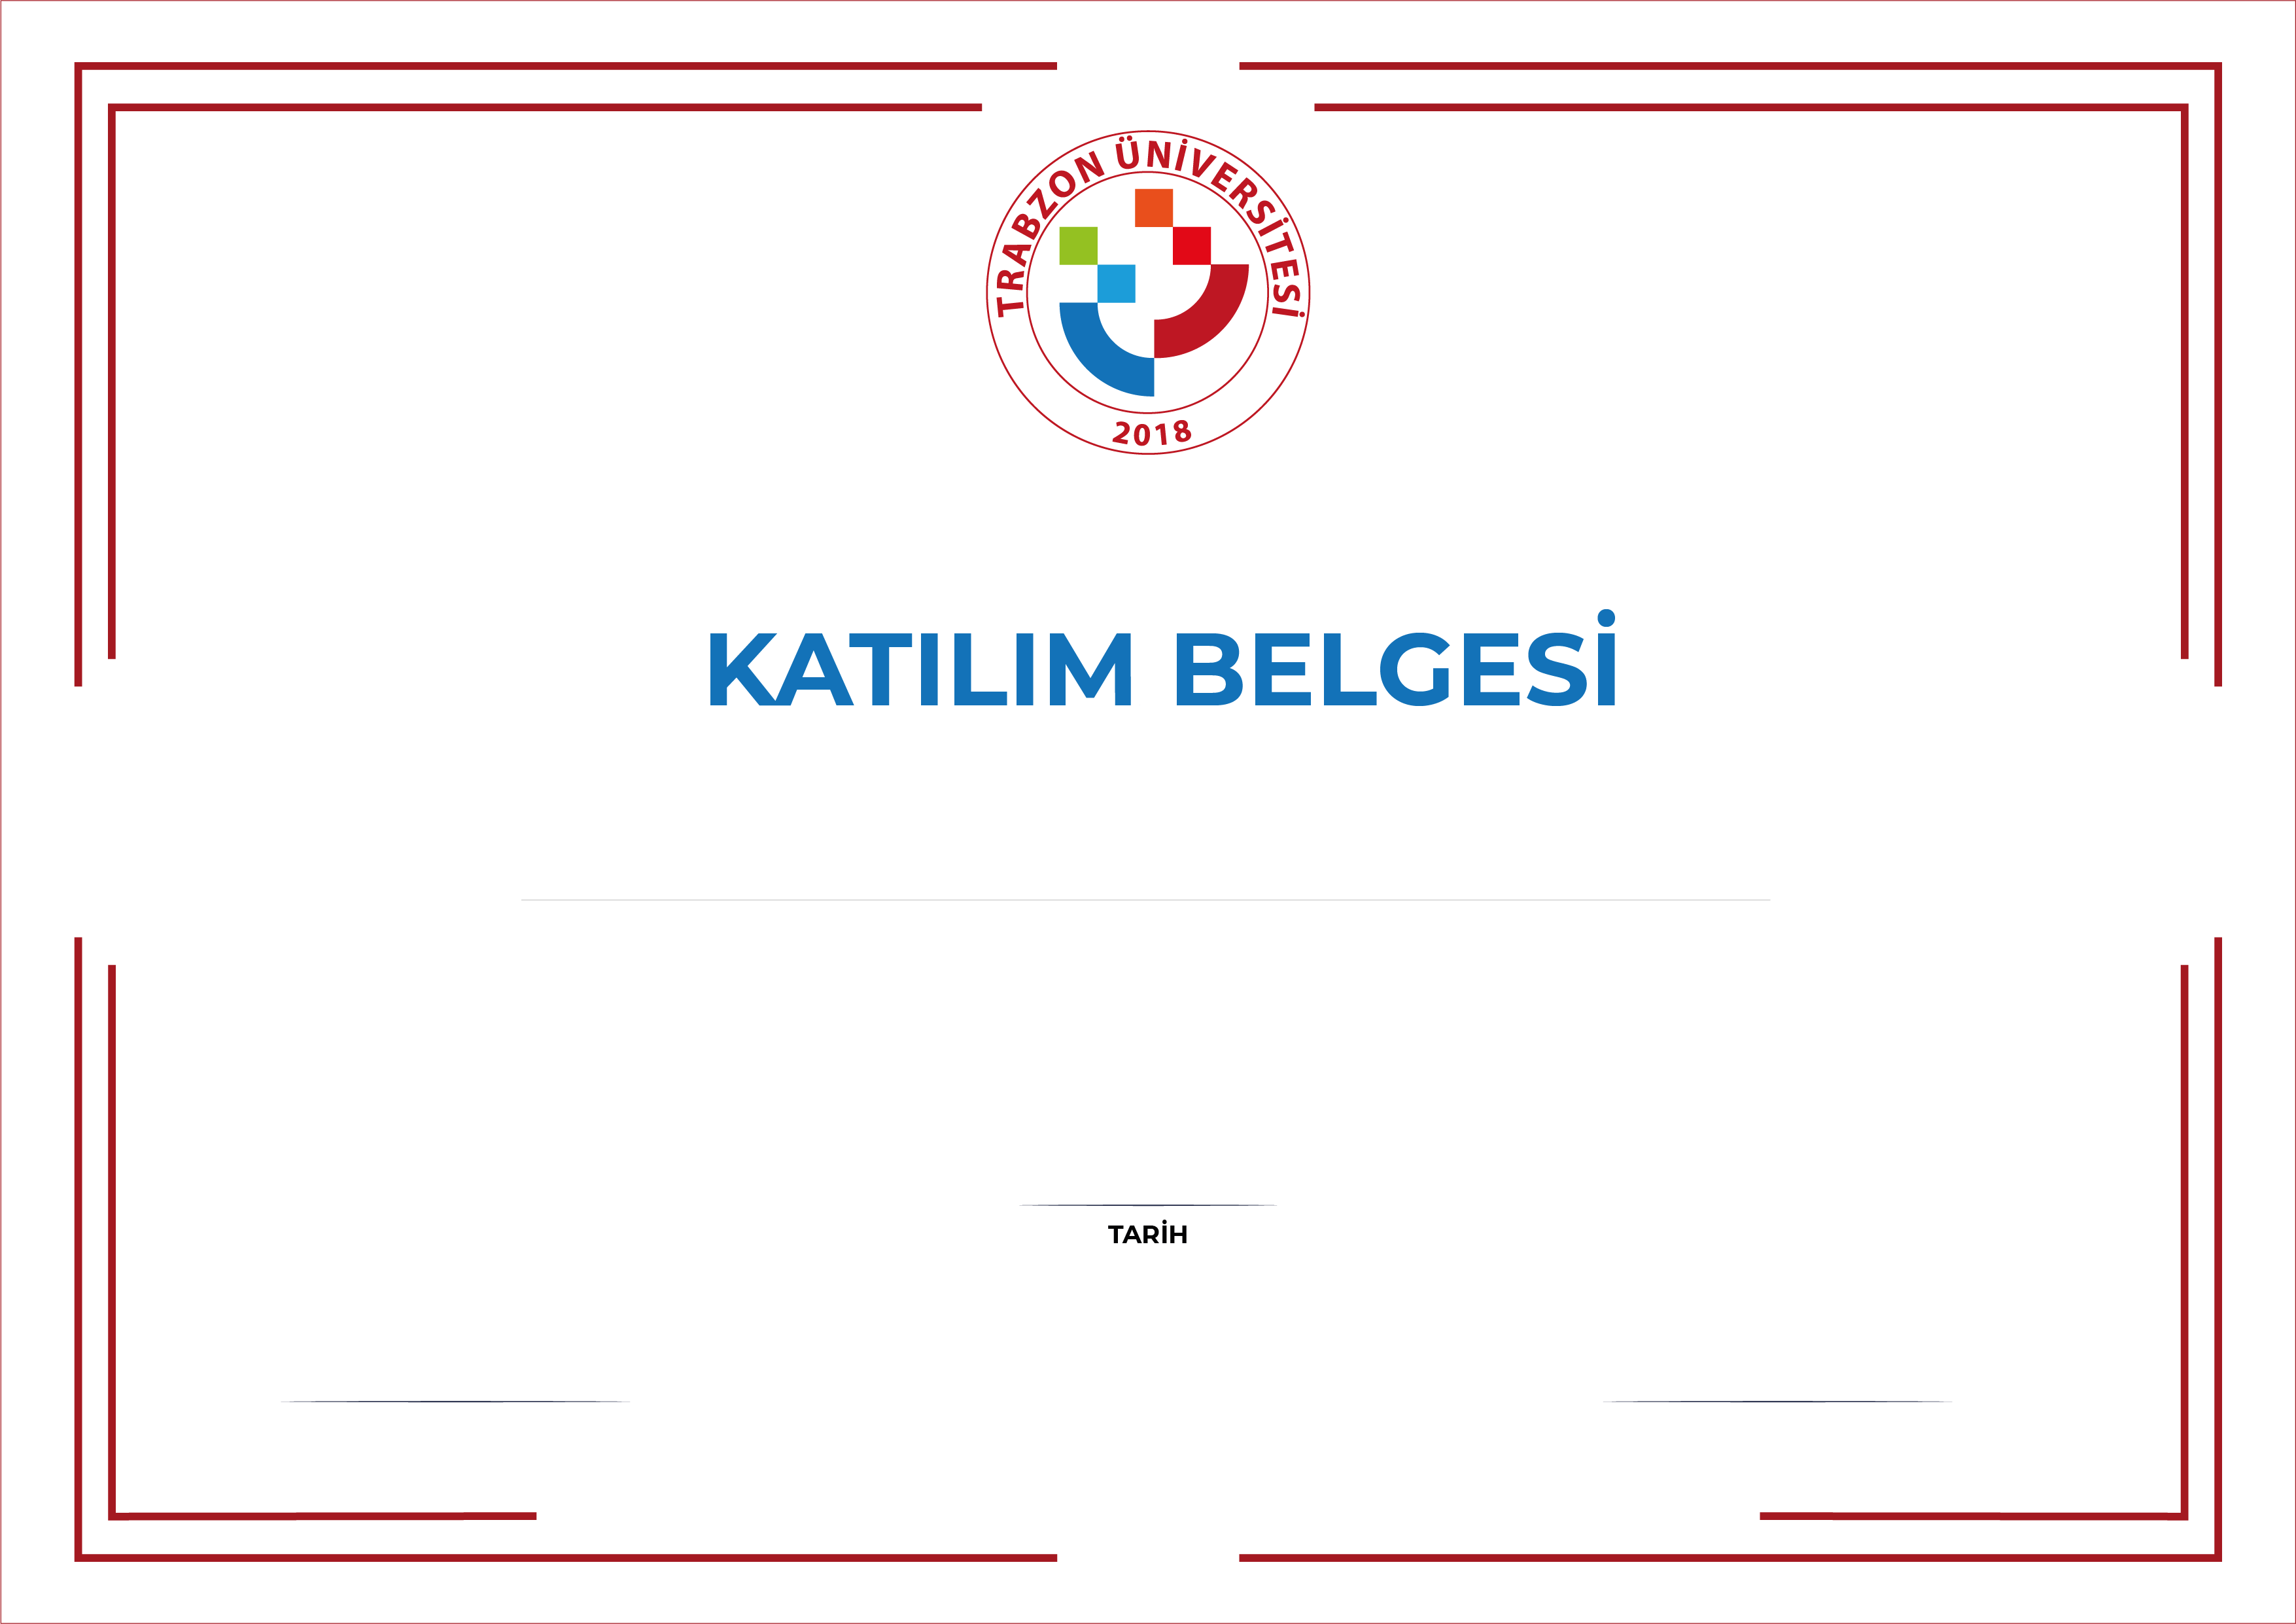 TRABZON ÜNİVERSİTESİ
2018
KATILIM BELGESİ
TARİH